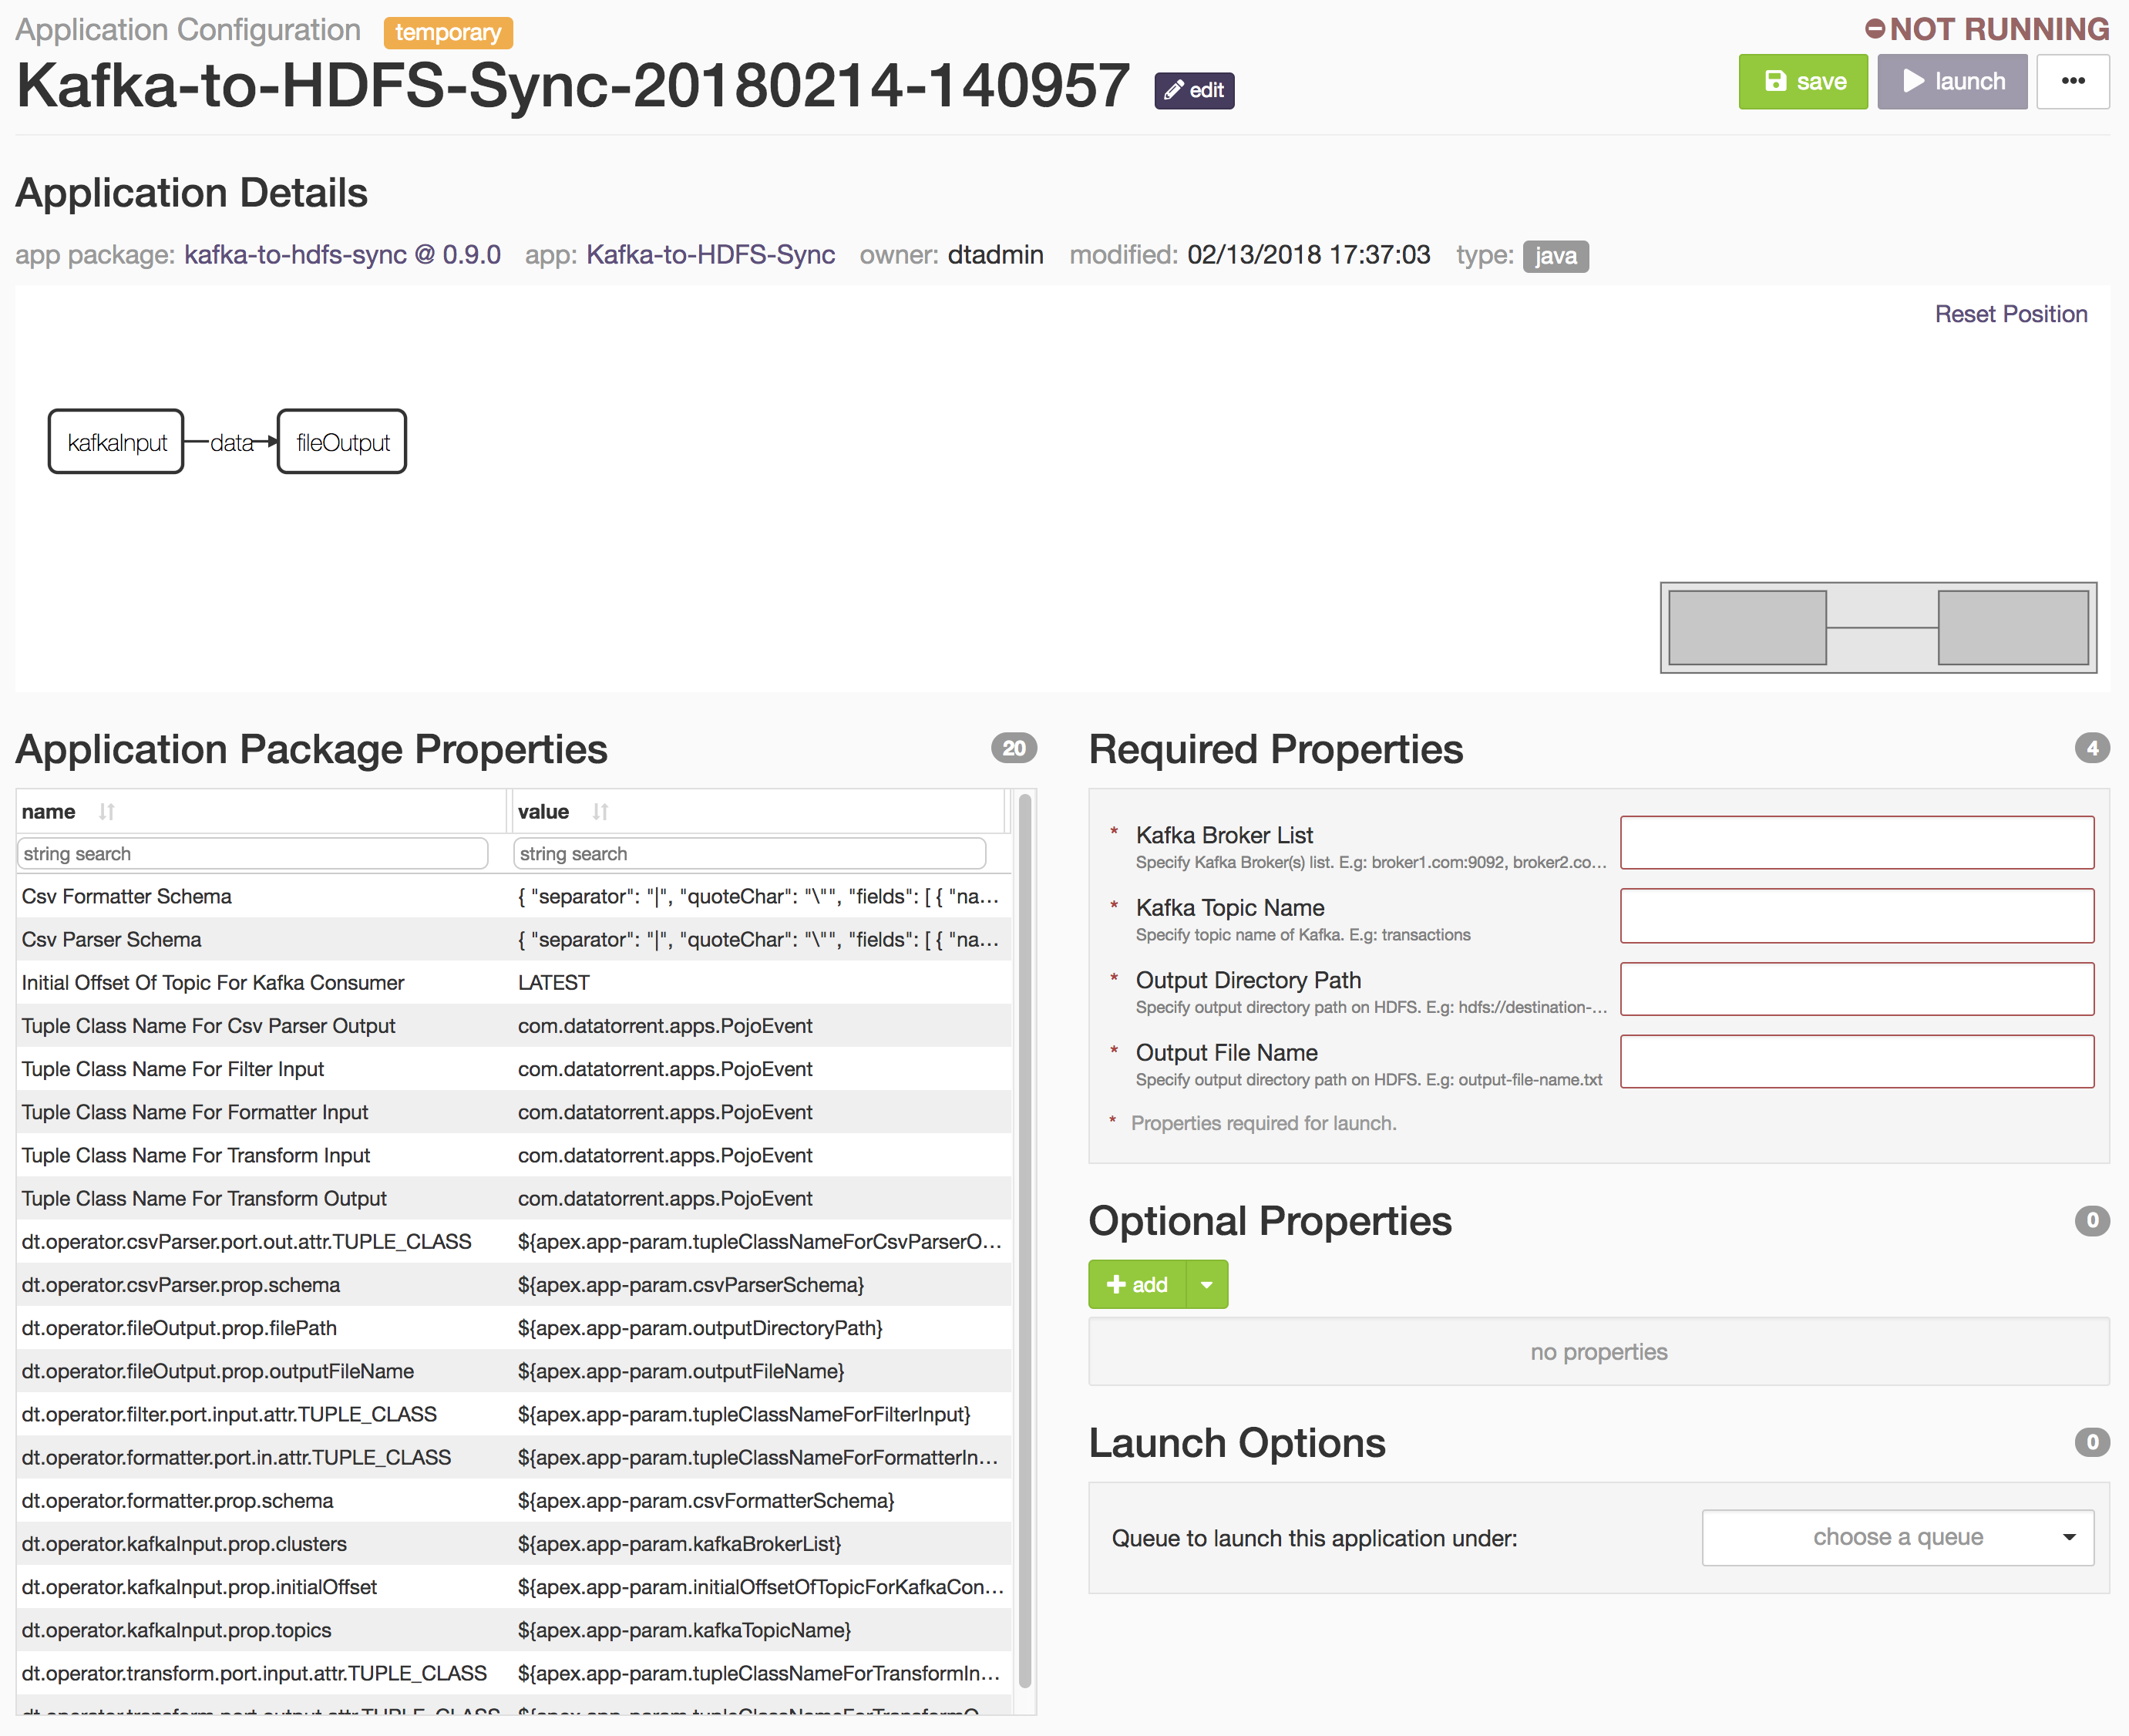 Application Configuration temporary
NOT RUNNING
Kafka-to-HDFS-Sync-20180214-140957 edit
save launch •••
Application Details
app package: kafka-to-hdfs-sync @ 0.9.0 app: Kafka-to-HDFS-Sync owner: dtadmin modified: 02/13/2018 17:37:03 type: java
Reset Position
kafkaInput data fileOutput
Application Package Properties 20
name value
string search string search
Csv Formatter Schema { "separator": "|", "quoteChar": "\"", "fields": [ { "na...
Csv Parser Schema { "separator": "|", "quoteChar": "\"", "fields": [ { "na...
Initial Offset Of Topic For Kafka Consumer LATEST
Tuple Class Name For Csv Parser Output com.datatorrent.apps.PojoEvent
Tuple Class Name For Filter Input com.datatorrent.apps.PojoEvent
Tuple Class Name For Formatter Input com.datatorrent.apps.PojoEvent
Tuple Class Name For Transform Input com.datatorrent.apps.PojoEvent
Tuple Class Name For Transform Output com.datatorrent.apps.PojoEvent
dt.operator.csvParser.port.out.attr.TUPLE_CLASS ${apex.app-param.tupleClassNameForCsvParserO...
dt.operator.csvParser.prop.schema ${apex.app-param.csvParserSchema}
dt.operator.fileOutput.prop.filePath ${apex.app-param.outputDirectoryPath}
dt.operator.fileOutput.prop.outputFileName ${apex.app-param.outputFileName}
dt.operator.filter.port.input.attr.TUPLE_CLASS ${apex.app-param.tupleClassNameForFilterInput}
dt.operator.formatter.port.in.attr.TUPLE_CLASS ${apex.app-param.tupleClassNameForFormatterIn...
dt.operator.formatter.prop.schema ${apex.app-param.csvFormatterSchema}
dt.operator.kafkaInput.prop.clusters ${apex.app-param.kafkaBrokerList}
dt.operator.kafkaInput.prop.initialOffset ${apex.app-param.initialOffsetOfTopicForKafkaCon...
dt.operator.kafkaInput.prop.topics ${apex.app-param.kafkaTopicName}
dt.operator.transform.port.input.attr.TUPLE_CLASS ${apex.app-param.tupleClassNameForTransformIn...
dt.operator.transform.port.output.attr.TUPLE_CLASS ${apex.app-param.tupleClassNameForTransformO...
Required Properties 4
* Kafka Broker List
Specify Kafka Broker(s) list. E.g: broker1.com:9092, broker2.co...
* Kafka Topic Name
Specify topic name of Kafka. E.g: transactions
* Output Directory Path
Specify output directory path on HDFS. E.g: hdfs://destination-...
* Output File Name
Specify output directory path on HDFS. E.g: output-file-name.txt
* Properties required for launch.
Optional Properties 0
add
no properties
Launch Options 0
Queue to launch this application under: choose a queue